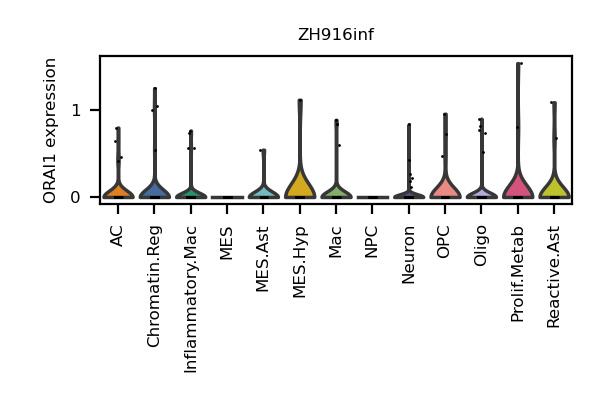 ZH916inf
ORAI1 expression
1
0
AC
Chromatin.Reg
Inflammatory.Mac
MES
MES.Ast
MES.Hyp
Mac
NPC
Neuron
OPC
Oligo
Prolif.Metab
Reactive.Ast